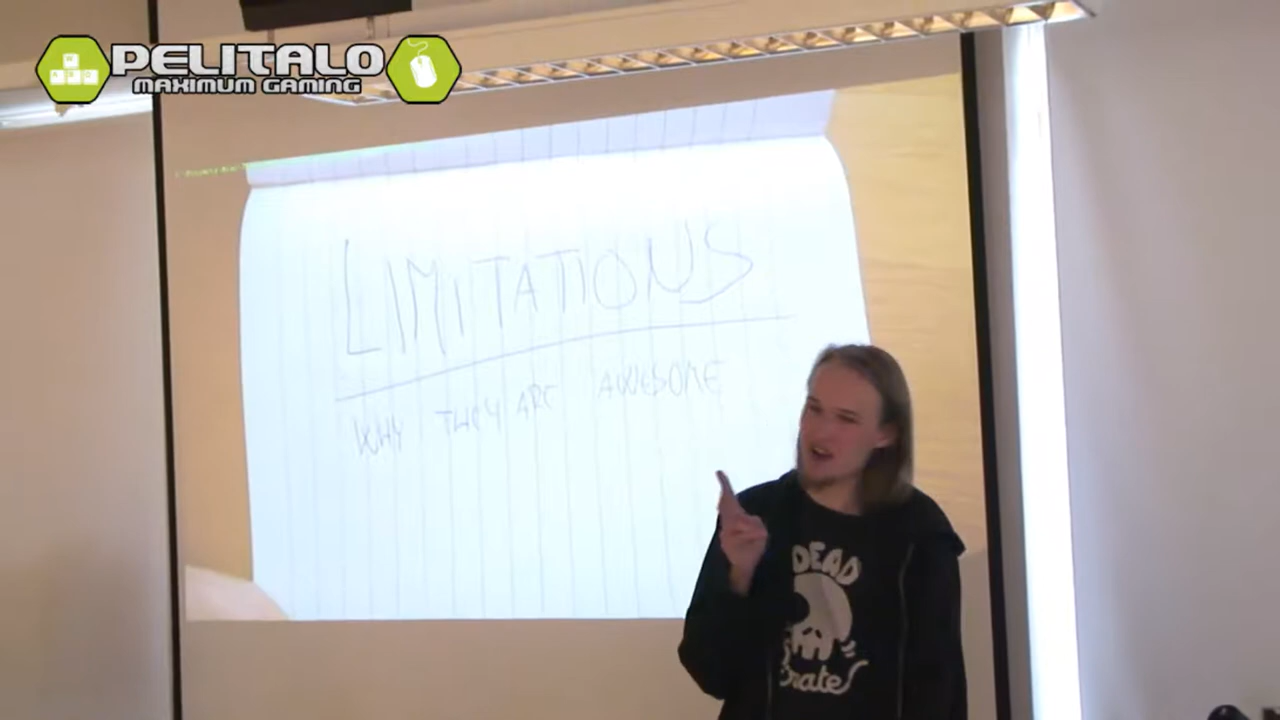 PELITALO
MAXIMUM GAMING
LIMITATIONS
WHY THEY ARE AWESOME
DEAD